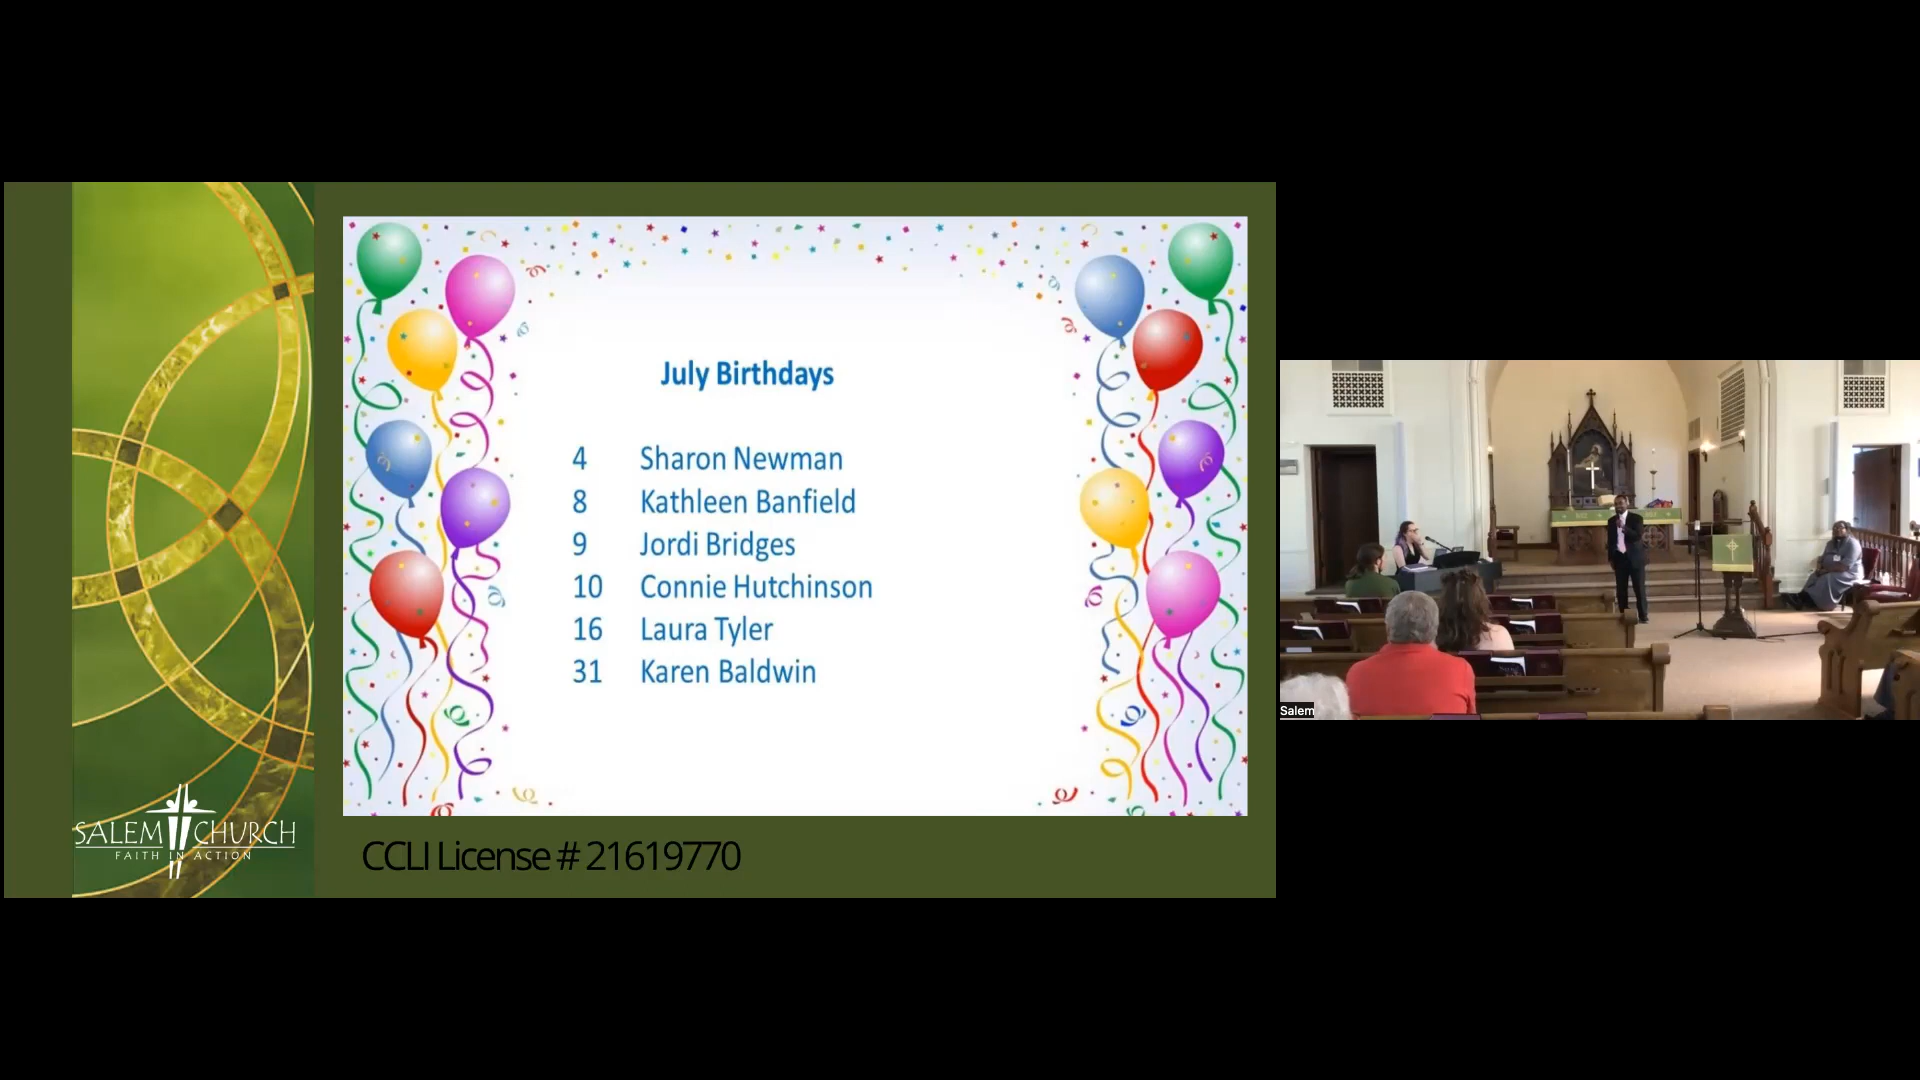 July Birthdays
4 Sharon Newman
8 Kathleen Banfield
9 Jordi Bridges
10 Connie Hutchinson
16 Laura Tyler
31 Karen Baldwin
SALEM CHURCH
FAITH IN ACTION
CCLI License # 21619770
Salem